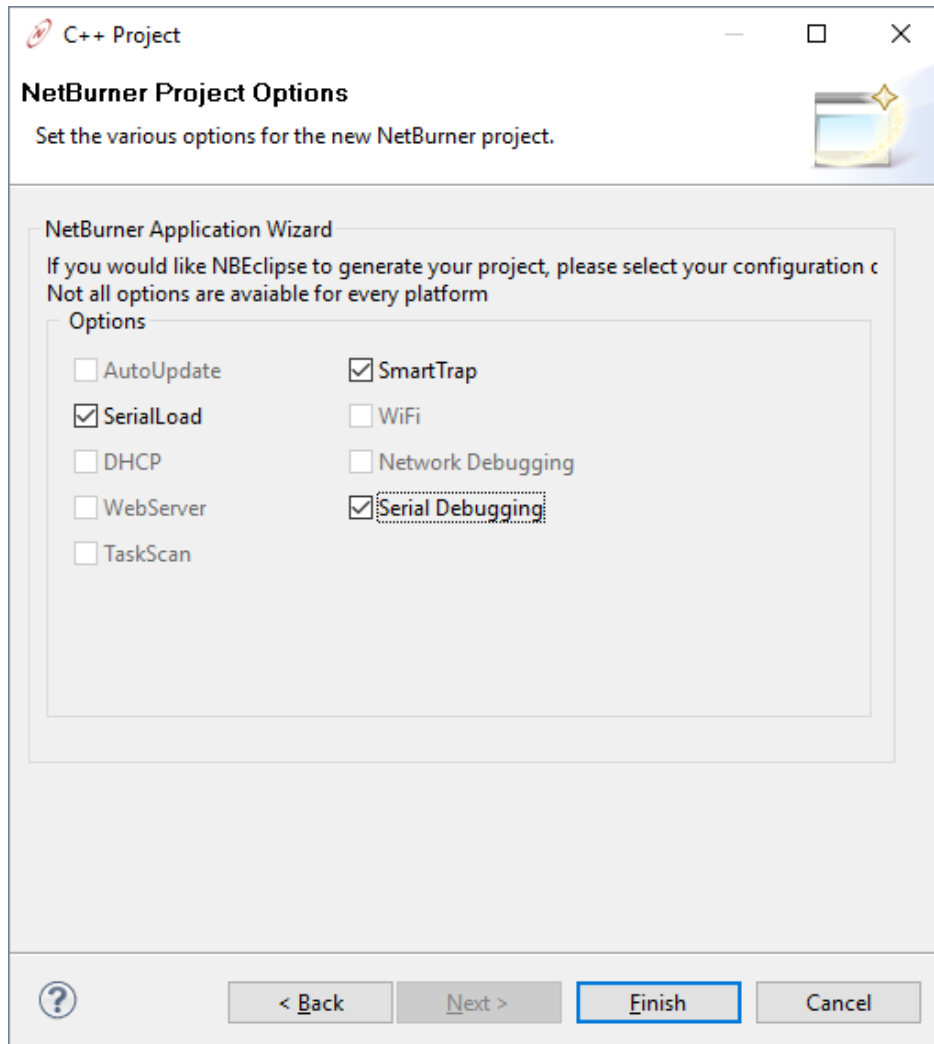 C++ Project
NetBurner Project Options
Set the various options for the new NetBurner project.
NetBurner Application Wizard
If you would like NBEclipse to generate your project, please select your configuration c
Not all options are avaiable for every platform
Options
AutoUpdate
SmartTrap
SerialLoad
WiFi
DHCP
Network Debugging
WebServer
Serial Debugging
TaskScan
?
< Back
Next >
Finish
Cancel